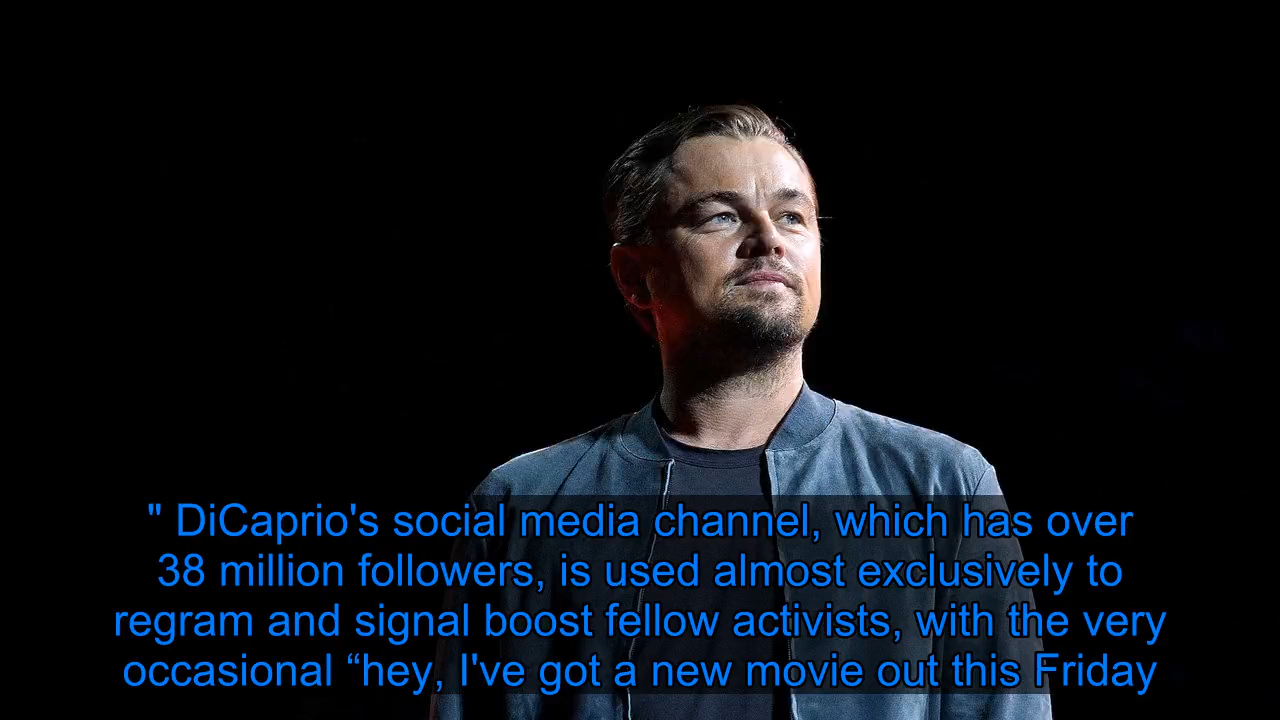 " DiCaprio's social media channel, which has over
38 million followers, is used almost exclusively to
regram and signal boost fellow activists, with the very
occasional “hey, I've got a new movie out this Friday